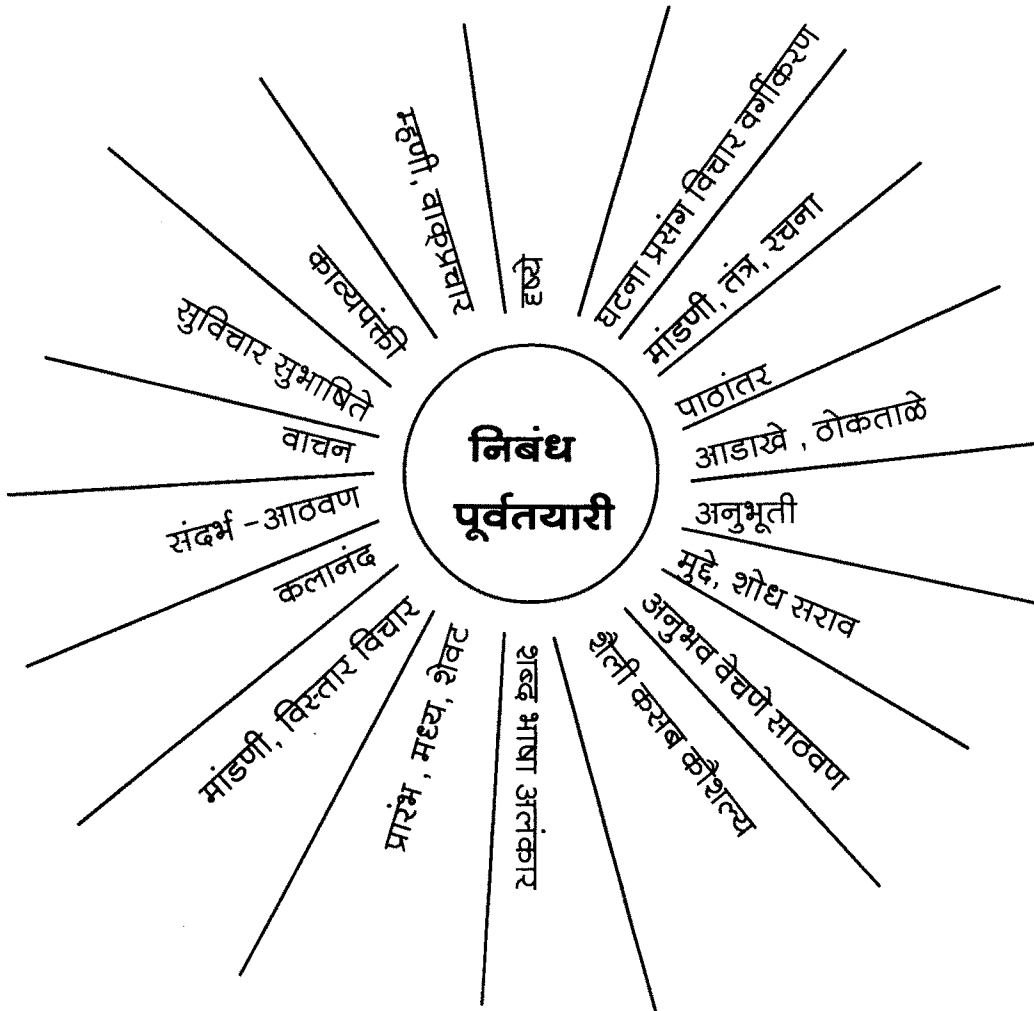 निबंध
पूर्वतयारी
घटना प्रसंग विचार वर्गीकरण
मांडणी, तंत्र, रचना
पाठांतर
आडाखे , ठोकताळे
अनुभूती
मुद्दे, शोध सराव
अनुभव वेचणे साठवण
शैली कसब कौशल्य
शब्द भाषा अलंकार
प्रारंभ , मध्य, शेवट
मांडणी, विस्तार विचार
कलानंद
संदर्भ -आठवण
वाचन
सुविचार सुभाषिते
काव्यपंक्ती
म्हणी, वाक्‌प्रचार